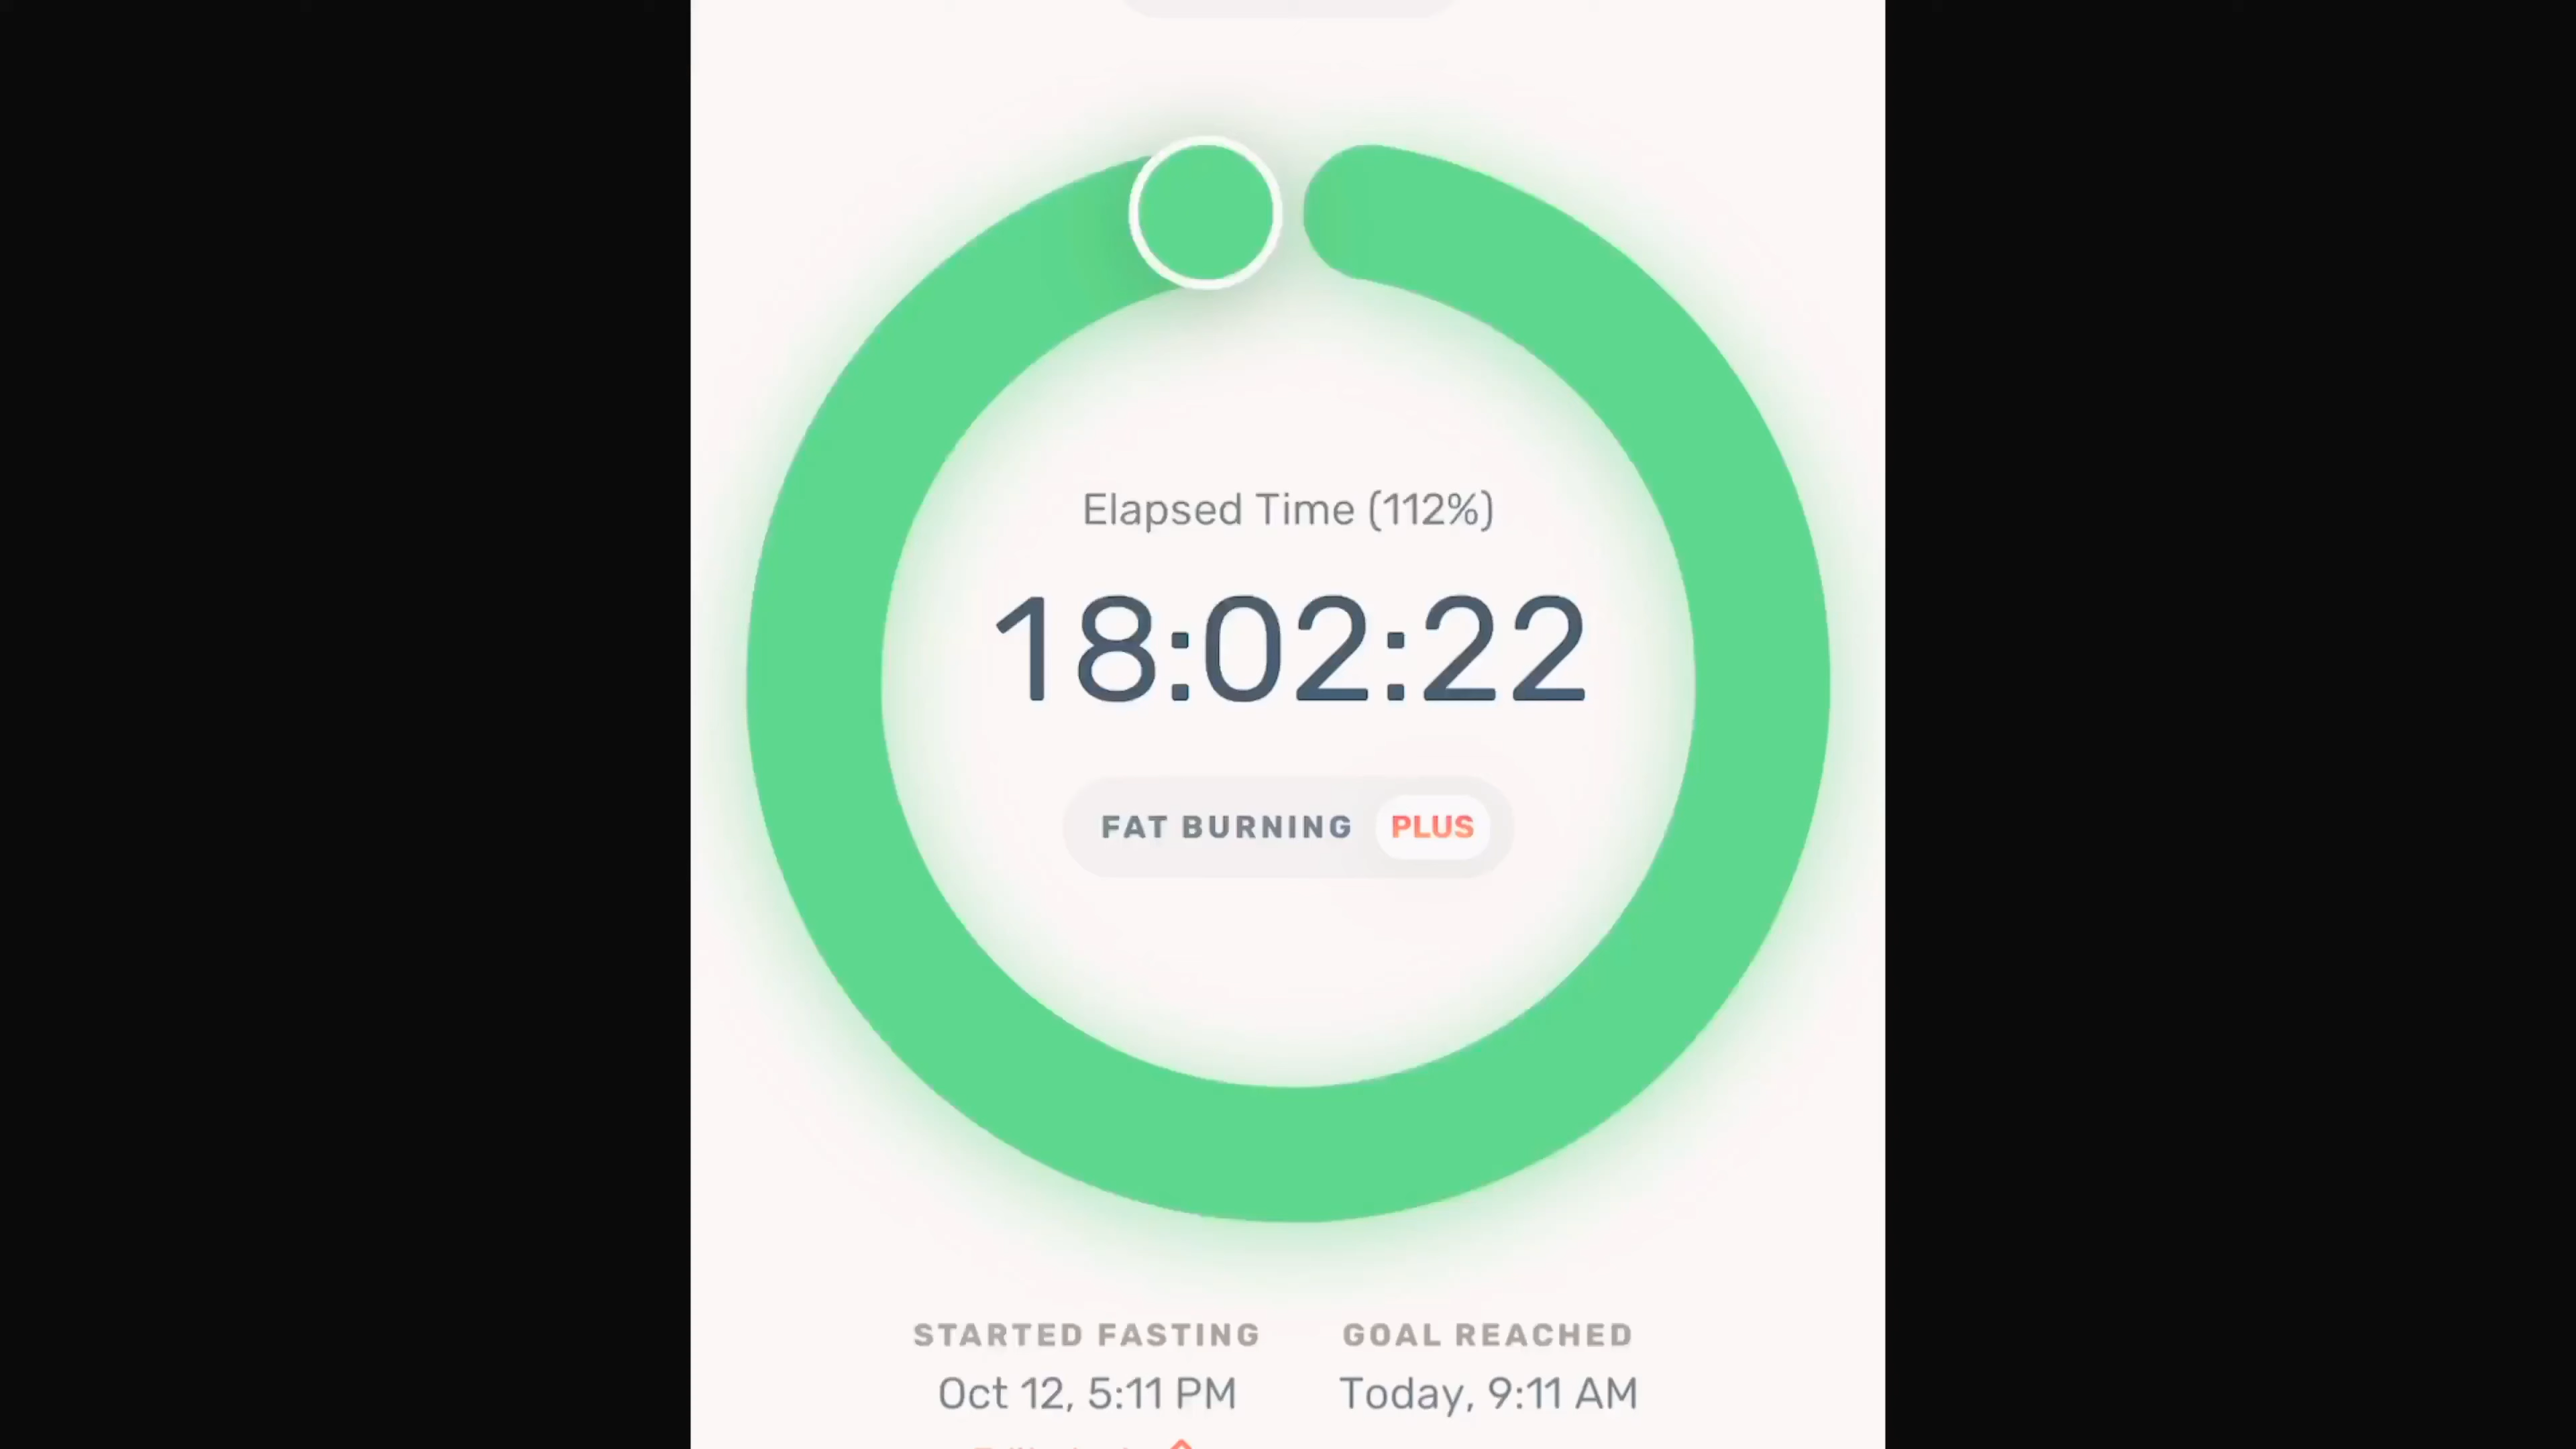 Elapsed Time (112%)
18:02:22
FAT BURNING PLUS
STARTED FASTING
Oct 12, 5:11 PM
GOAL REACHED
Today, 9:11 AM